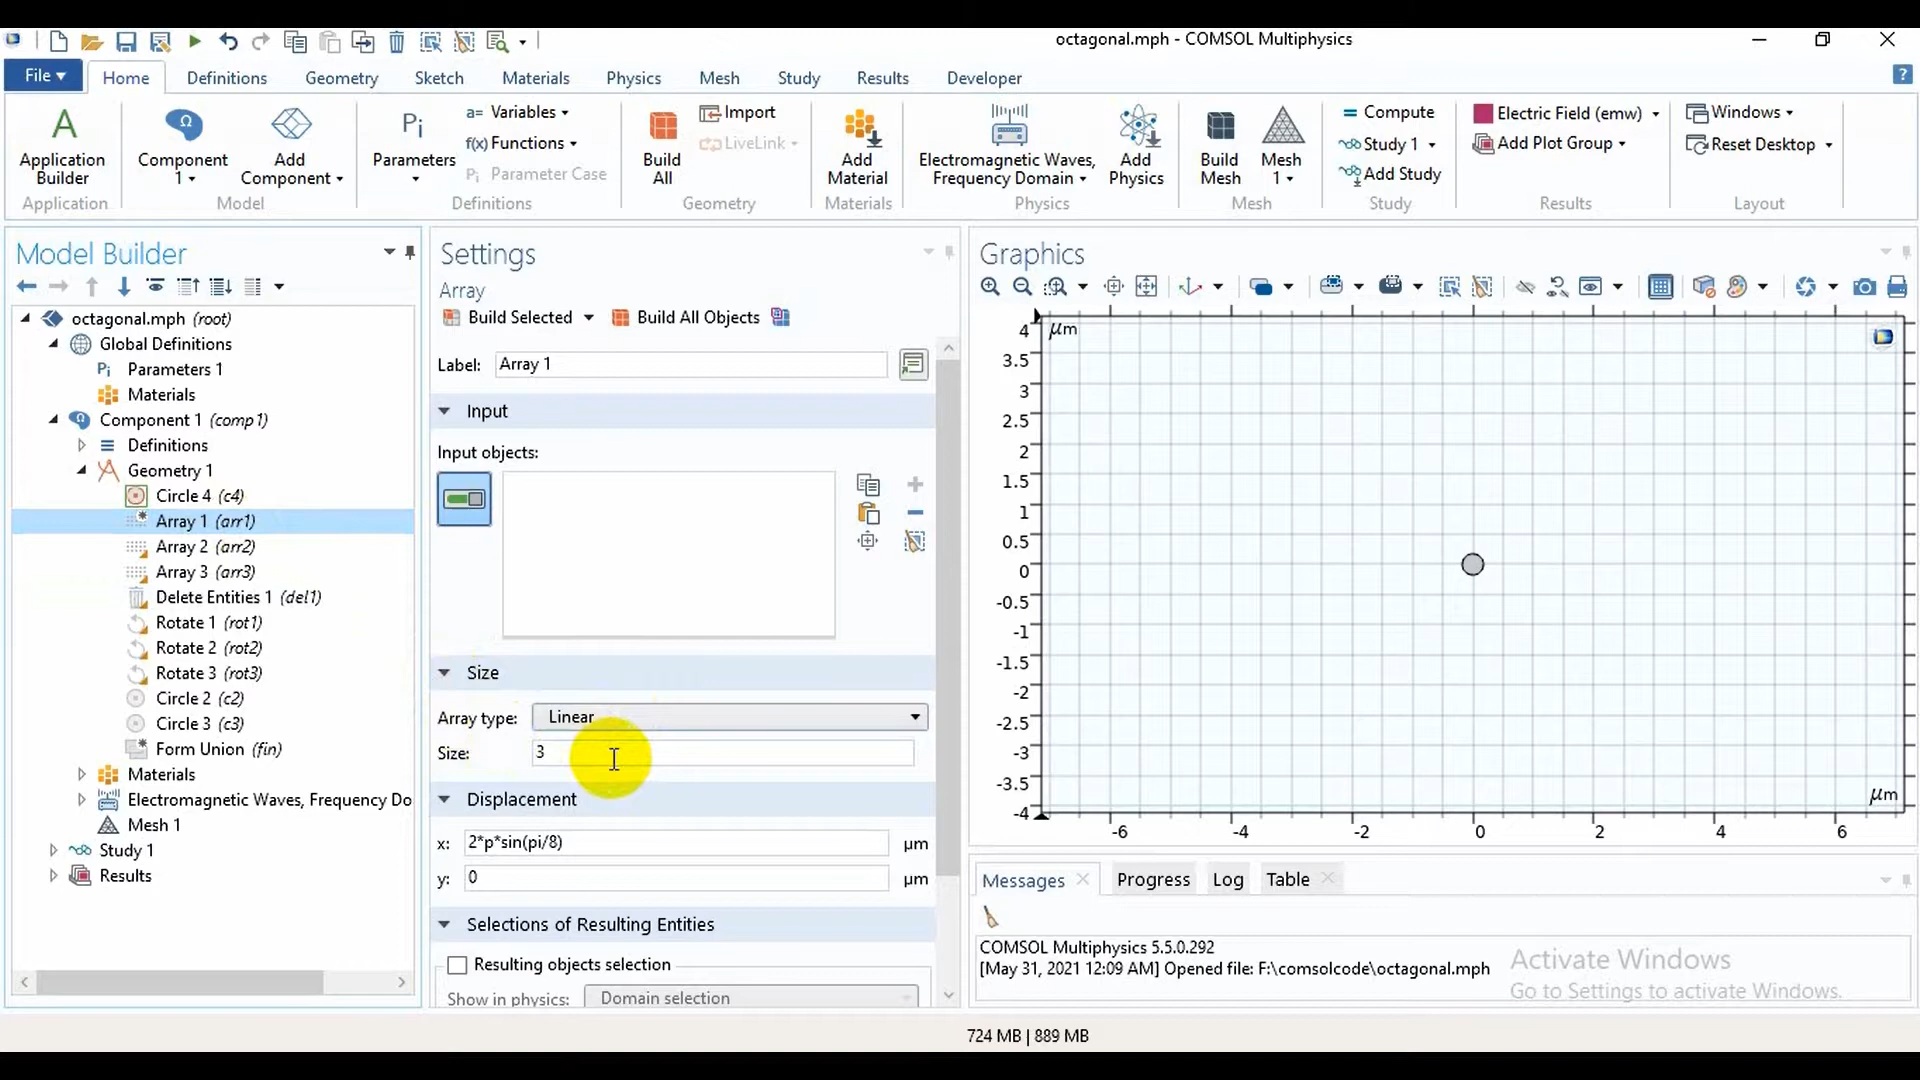 octagonal.mph - COMSOL Multiphysics
File Home Definitions Geometry Sketch Materials Physics Mesh Study Results Developer
Application Builder
Application
Component 1
Add Component
Model
Pi
Parameters
a= Variables
f(x) Functions
Pi Parameter Case
Definitions
Build All
Import
LiveLink
Geometry
Add Material
Materials
Electromagnetic Waves, Frequency Domain
Add Physics
Physics
Build Mesh
Mesh 1
Mesh
= Compute
Study 1
Add Study
Study
Electric Field (emw)
Add Plot Group
Results
Windows
Reset Desktop
Layout
Model Builder
octagonal.mph (root)
Global Definitions
Pi Parameters 1
Materials
Component 1 (comp1)
Definitions
Geometry 1
Circle 4 (c4)
Array 1 (arr1)
Array 2 (arr2)
Array 3 (arr3)
Delete Entities 1 (del1)
Rotate 1 (rot1)
Rotate 2 (rot2)
Rotate 3 (rot3)
Circle 2 (c2)
Circle 3 (c3)
Form Union (fin)
Materials
Electromagnetic Waves, Frequency Do
Mesh 1
Study 1
Results
Settings
Array
Build Selected Build All Objects
Label: Array 1
Input
Input objects:
Size
Array type: Linear
Size: 3
Displacement
x: 2*p*sin(pi/8) µm
y: 0 µm
Selections of Resulting Entities
Resulting objects selection
Show in physics: Domain selection
Graphics
µm
4
3.5
3
2.5
2
1.5
1
0.5
0
-0.5
-1
-1.5
-2
-2.5
-3
-3.5
-4
µm
-6 -4 -2 0 2 4 6
Messages Progress Log Table
COMSOL Multiphysics 5.5.0.292
[May 31, 2021 12:09 AM] Opened file: F:\comsolcode\octagonal.mph
Activate Windows
Go to Settings to activate Windows.
724 MB | 889 MB